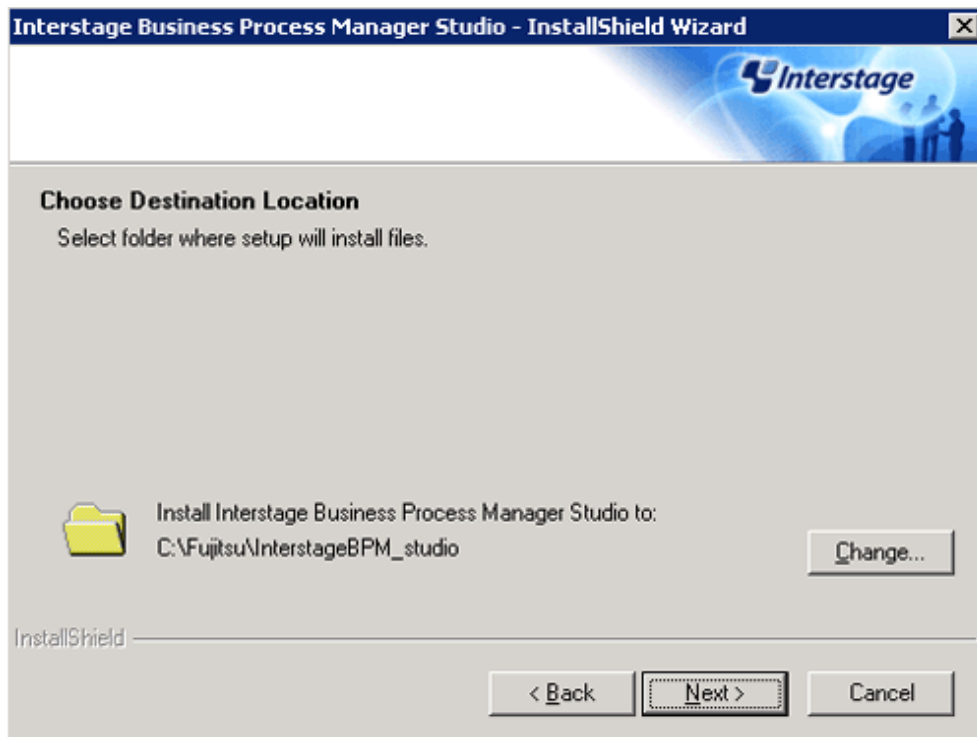 Interstage Business Process Manager Studio - InstallShield Wizard
Interstage
Choose Destination Location
Select folder where setup will install files.
Install Interstage Business Process Manager Studio to:
C:\Fujitsu\InterstageBPM_studio
Change...
InstallShield
< Back
Next >
Cancel